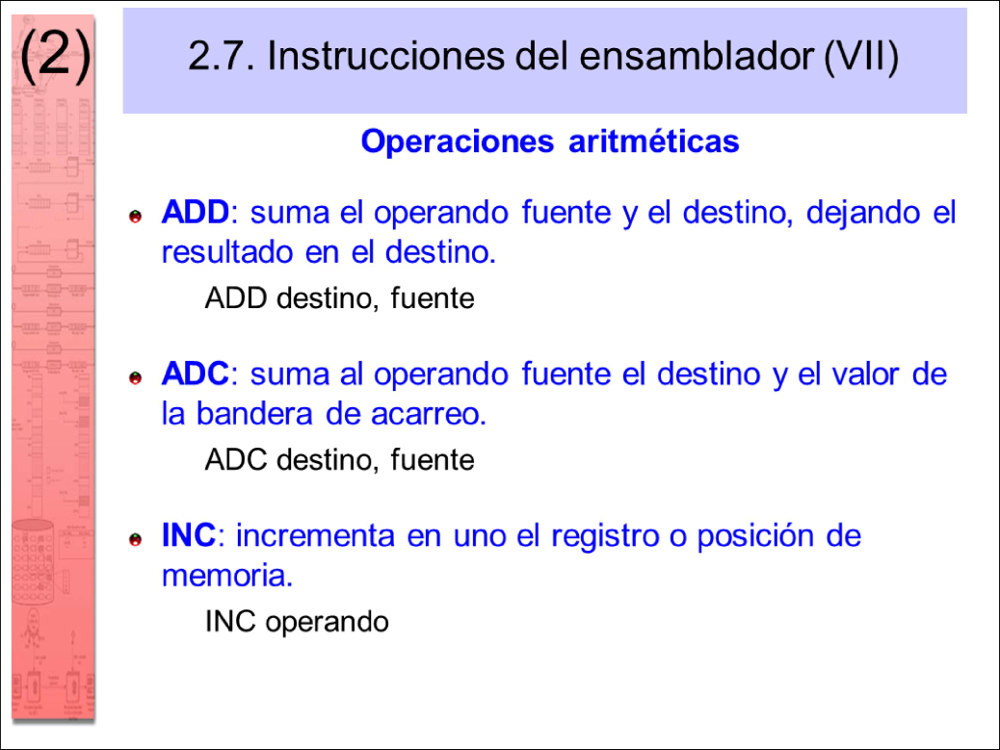 (2)
2.7. Instrucciones del ensamblador (VII)
Operaciones aritméticas
ADD: suma el operando fuente y el destino, dejando el
resultado en el destino.
ADD destino, fuente
ADC: suma al operando fuente el destino y el valor de
la bandera de acarreo.
ADC destino, fuente
INC: incrementa en uno el registro o posición de
memoria.
INC operando